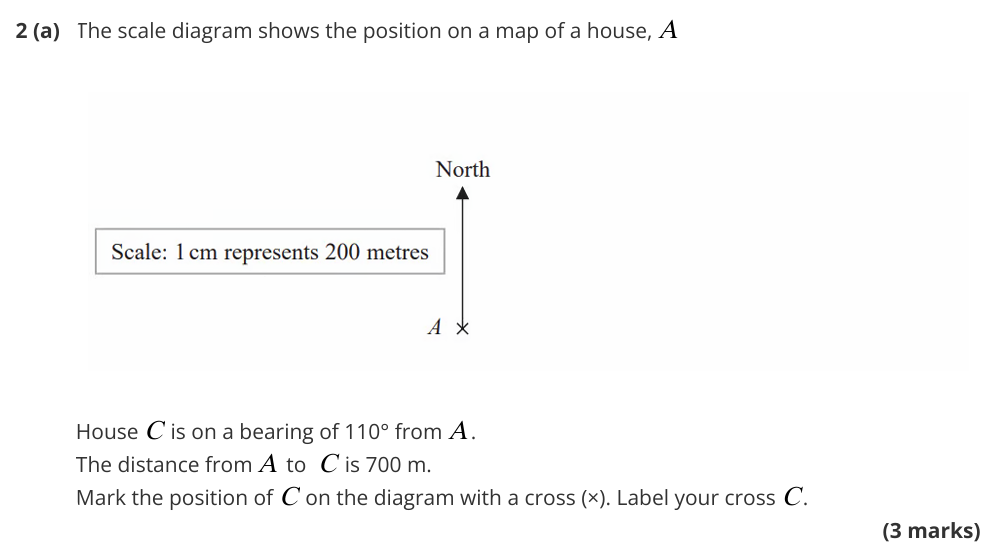 2 (a) The scale diagram shows the position on a map of a house, A
North
Scale: 1 cm represents 200 metres
A ×
House C is on a bearing of 110° from A.
The distance from A to C is 700 m.
Mark the position of C on the diagram with a cross (×). Label your cross C.
(3 marks)